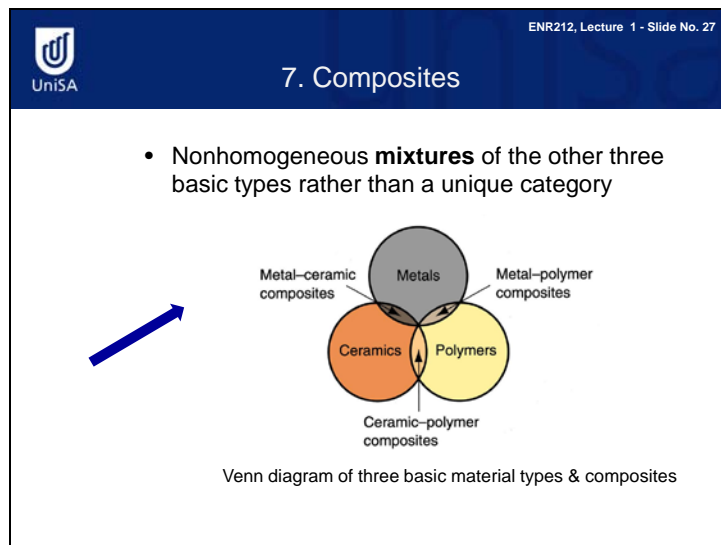 ENR212, Lecture 1 - Slide No. 27
UniSA
7. Composites
• Nonhomogeneous mixtures of the other three
basic types rather than a unique category
Metal–ceramic
composites
Metals
Metal–polymer
composites
Ceramics
Polymers
Ceramic–polymer
composites
Venn diagram of three basic material types & composites